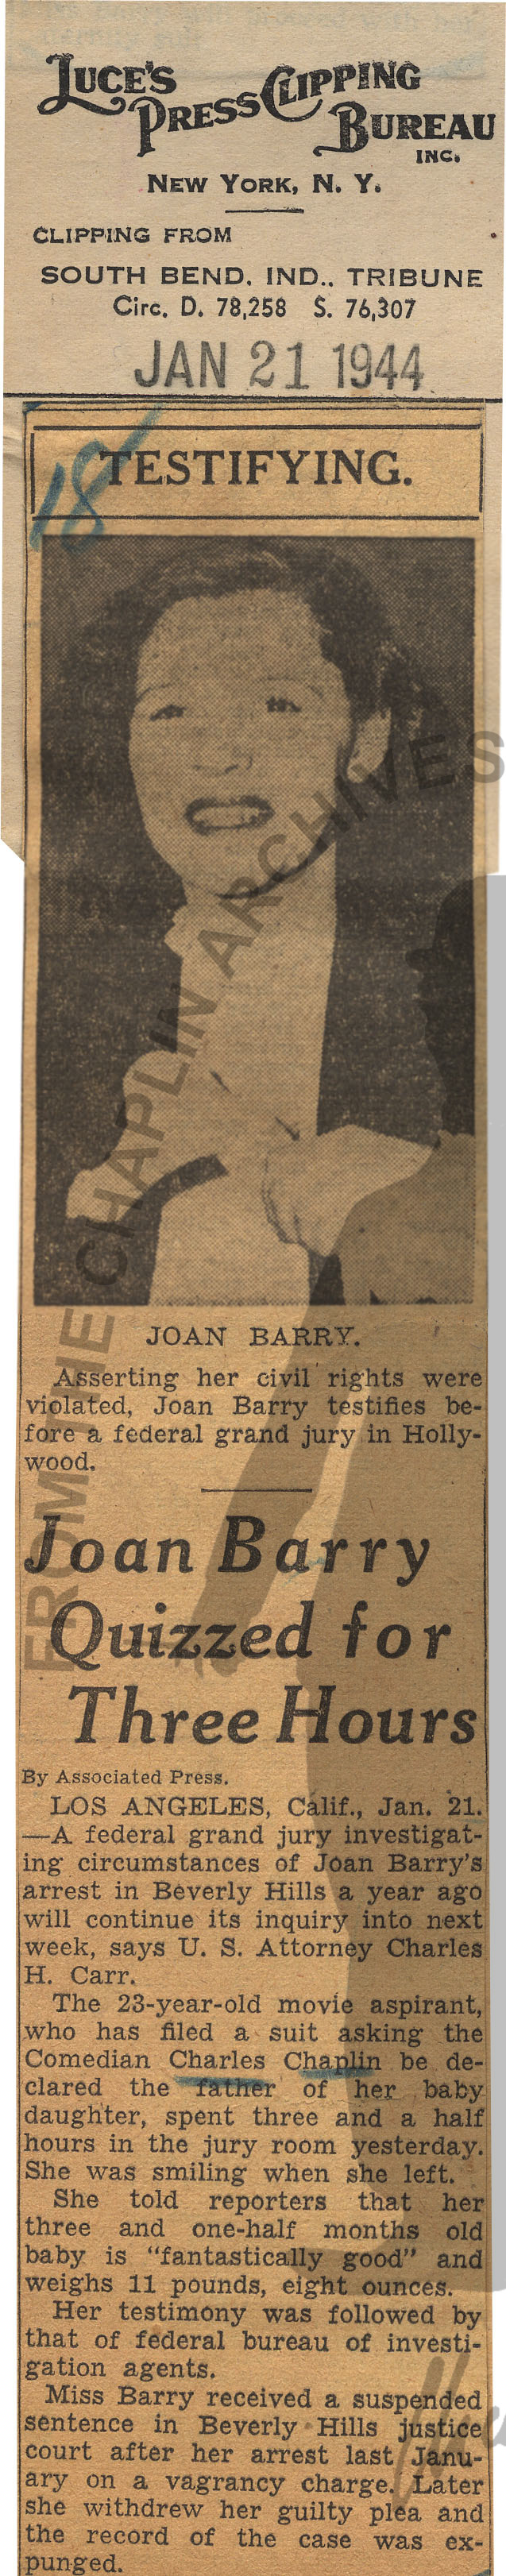 LUCE'S
PRESS CLIPPING
BUREAU
INC.
NEW YORK, N. Y.
CLIPPING FROM
SOUTH BEND, IND., TRIBUNE
Circ. D. 78,258 S. 76,307
JAN 21 1944
18
TESTIFYING.
FROM THE CHAPLIN ARCHIVES
JOAN BARRY.
Asserting her civil rights were
violated, Joan Barry testifies be-
fore a federal grand jury in Holly-
wood.
Joan Barry
Quizzed for
Three Hours
By Associated Press.
LOS ANGELES, Calif., Jan. 21.
—A federal grand jury investigat-
ing circumstances of Joan Barry's
arrest in Beverly Hills a year ago
will continue its inquiry into next
week, says U. S. Attorney Charles
H. Carr.
The 23-year-old movie aspirant,
who has filed a suit asking the
Comedian Charles Chaplin be de-
clared the father of her baby
daughter, spent three and a half
hours in the jury room yesterday.
She was smiling when she left.
She told reporters that her
three and one-half months old
baby is “fantastically good” and
weighs 11 pounds, eight ounces.
Her testimony was followed by
that of federal bureau of investi-
gation agents.
Miss Barry received a suspended
sentence in Beverly Hills justice
court after her arrest last Janu-
ary on a vagrancy charge. Later
she withdrew her guilty plea and
the record of the case was ex-
punged.